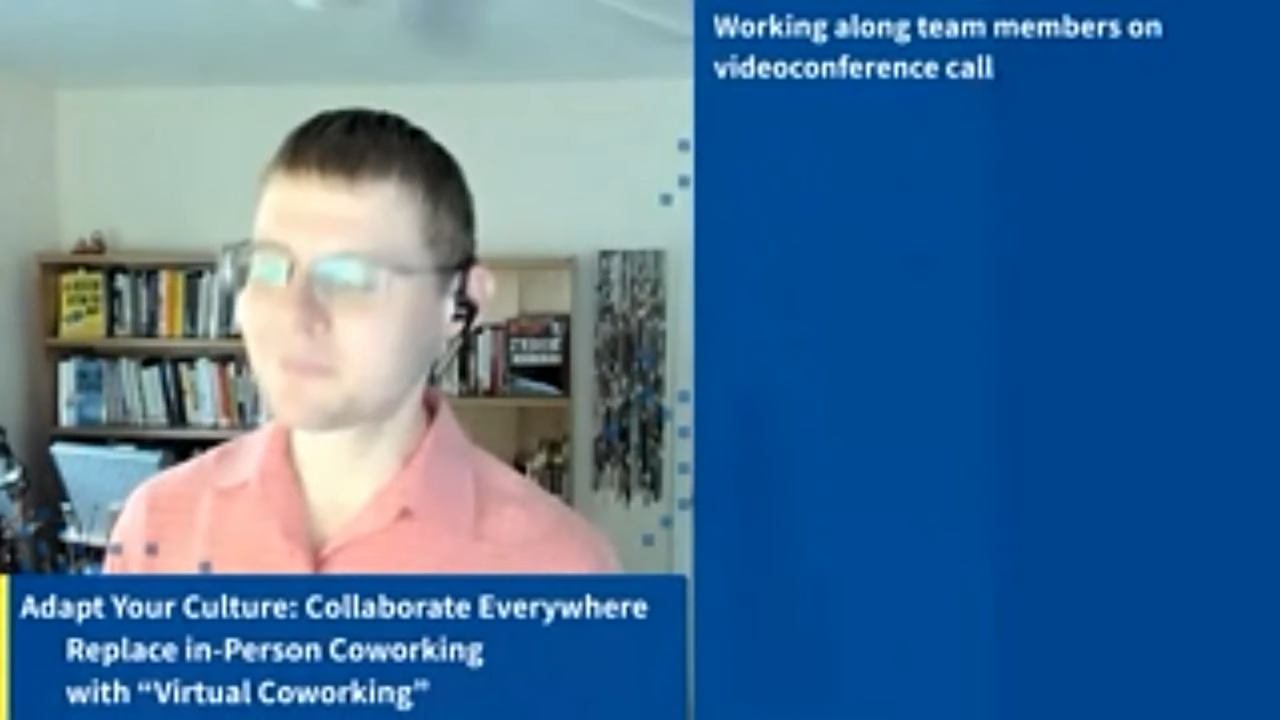 Working along team members on
videoconference call
Adapt Your Culture: Collaborate Everywhere
Replace in-Person Coworking
with “Virtual Coworking”